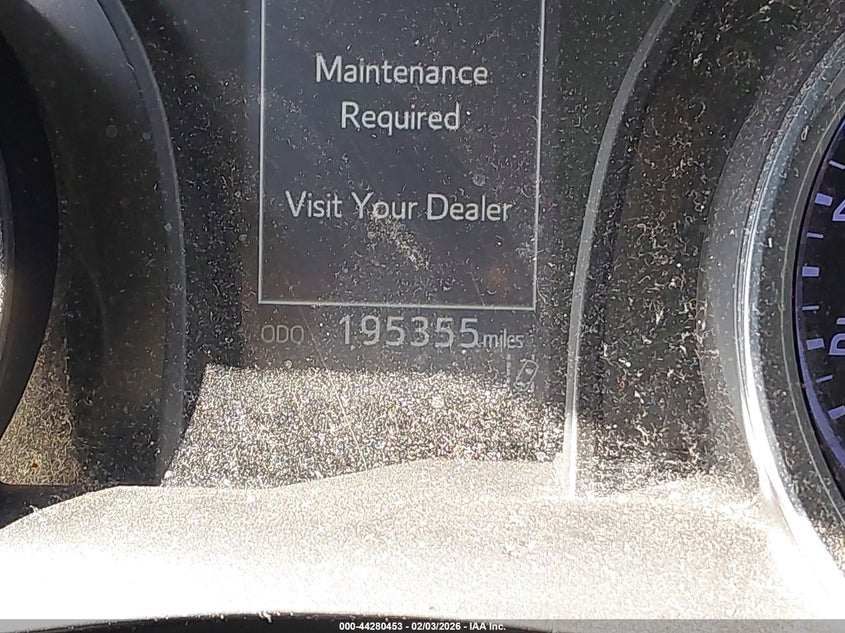 Maintenance
Required
Visit Your Dealer
ODO 195355 miles
000-44280453 - 02/03/2026 - IAA Inc.